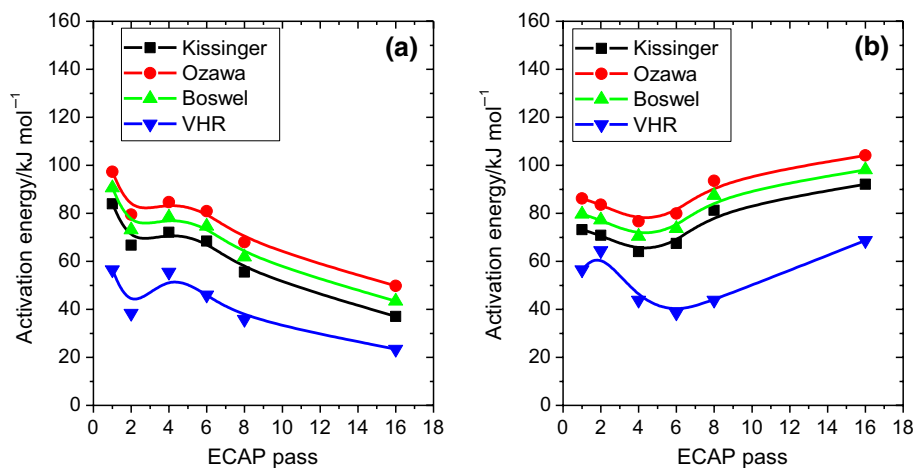 (a)
Kissinger
Ozawa
Boswel
VHR
Activation energy/kJ mol⁻¹
160
140
120
100
80
60
40
20
0
0 2 4 6 8 10 12 14 16 18
ECAP pass
(b)
Kissinger
Ozawa
Boswel
VHR
Activation energy/kJ mol⁻¹
160
140
120
100
80
60
40
20
0
0 2 4 6 8 10 12 14 16 18
ECAP pass